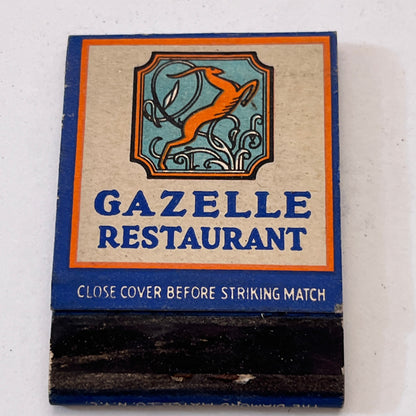 GAZELLE
RESTAURANT
CLOSE COVER BEFORE STRIKING MATCH